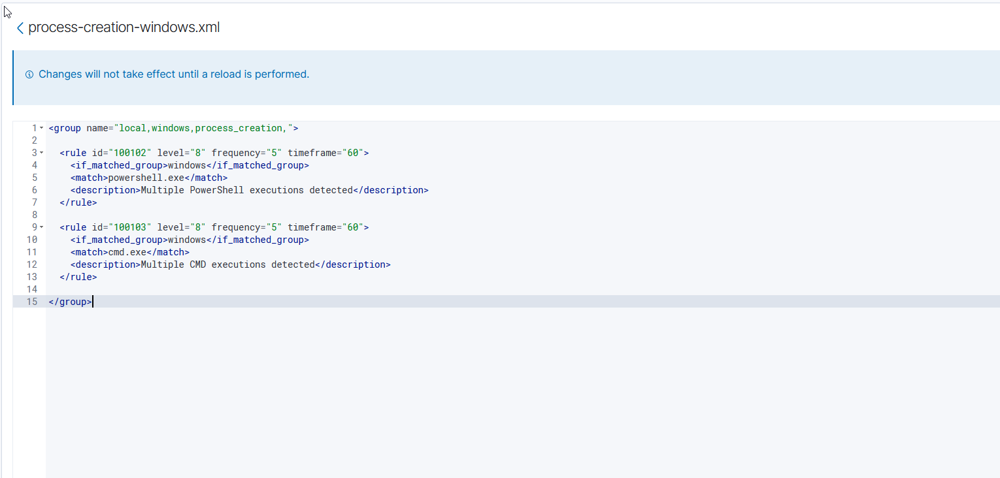 process-creation-windows.xml
Changes will not take effect until a reload is performed.
1 <group name="local,windows,process_creation,">
2
3   <rule id="100102" level="8" frequency="5" timeframe="60">
4     <if_matched_group>windows</if_matched_group>
5     <match>powershell.exe</match>
6     <description>Multiple PowerShell executions detected</description>
7   </rule>
8
9   <rule id="100103" level="8" frequency="5" timeframe="60">
10     <if_matched_group>windows</if_matched_group>
11     <match>cmd.exe</match>
12     <description>Multiple CMD executions detected</description>
13   </rule>
14
15 </group>